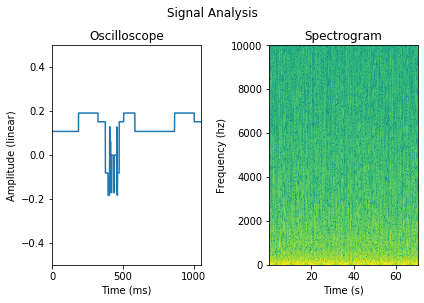 Signal Analysis
Oscilloscope
Spectrogram
Amplitude (linear)
0.4
0.2
0.0
−0.2
−0.4
0
500
1000
Time (ms)
Frequency (hz)
10000
8000
6000
4000
2000
0
20
40
60
Time (s)